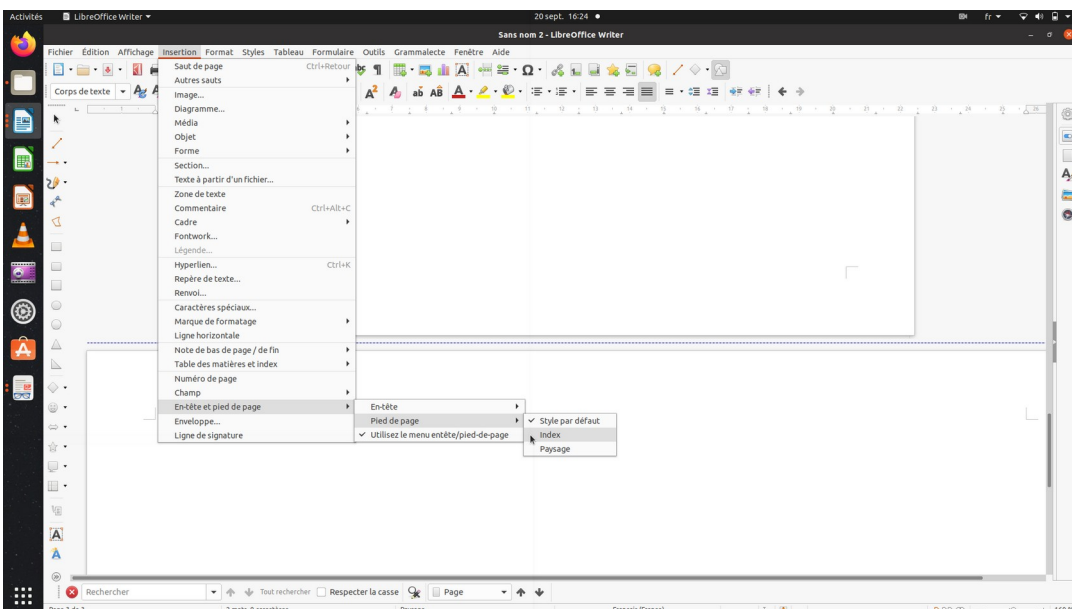 Activités LibreOffice Writer 20 sept. 16:24 fr
Sans nom 2 - LibreOffice Writer
Fichier Édition Affichage Insertion Format Styles Tableau Formulaire Outils Grammalecte Fenêtre Aide
Corps de texte
Saut de page Ctrl+Retour
Autres sauts
Image...
Diagramme...
Média
Objet
Forme
Section...
Texte à partir d'un fichier...
Zone de texte
Commentaire Ctrl+Alt+C
Cadre
Fontwork...
Légende...
Hyperlien... Ctrl+K
Repère de texte...
Renvoi...
Caractères spéciaux...
Marque de formatage
Ligne horizontale
Note de bas de page / de fin
Table des matières et index
Numéro de page
Champ
En-tête et pied de page
Enveloppe...
Ligne de signature
En-tête
Pied de page
Utilisez le menu entête/pied-de-page
Style par défaut
Index
Paysage
Rechercher Tout rechercher Respecter la casse Page